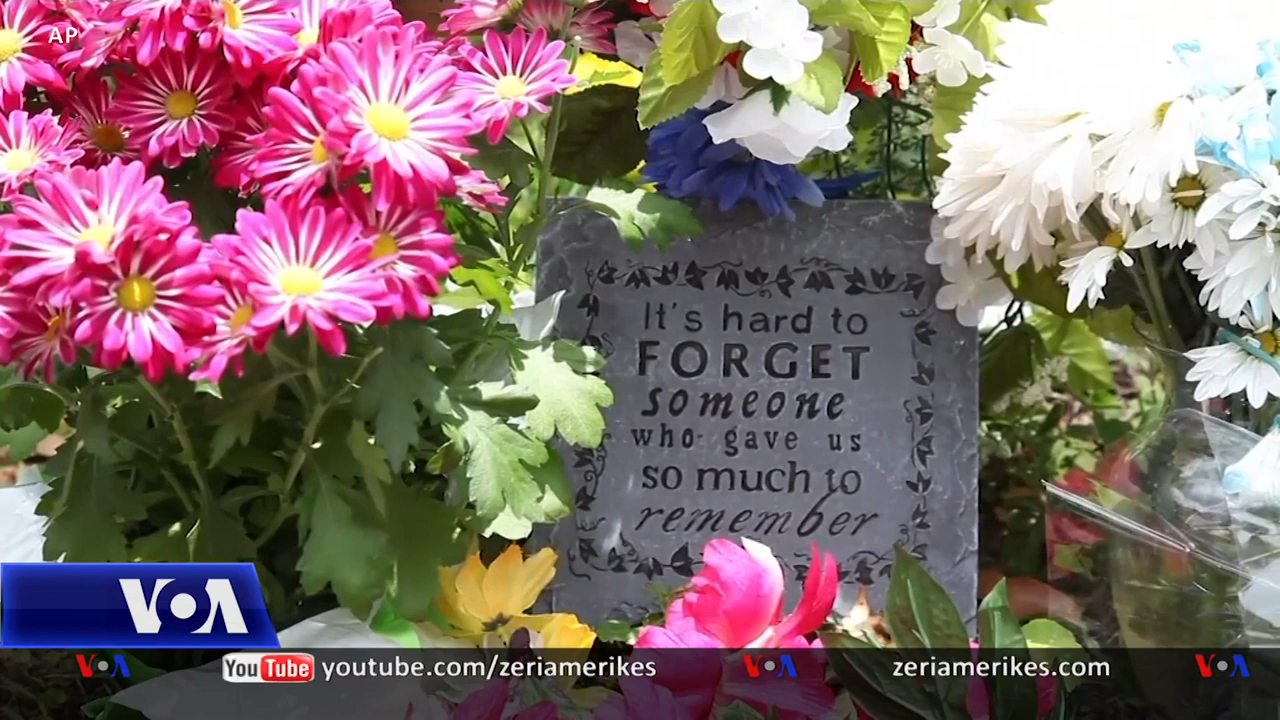 AP
It's hard to
FORGET
someone
who gave us
so much to
remember
VOA
VOA YouTube youtube.com/zeriamerikes VOA zeriamerikes.com VOA